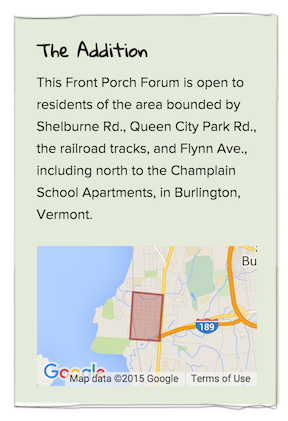 The Addition
This Front Porch Forum is open to
residents of the area bounded by
Shelburne Rd., Queen City Park Rd.,
the railroad tracks, and Flynn Ave.,
including north to the Champlain
School Apartments, in Burlington,
Vermont.
Bu
189
Google
Map data ©2015 Google Terms of Use